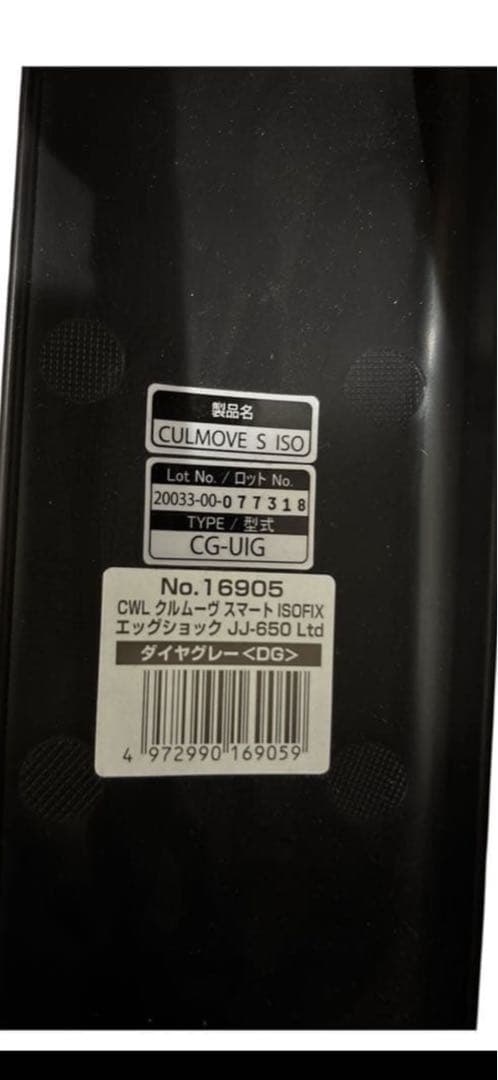 製品名
CULMOVE S ISO
Lot No. / ロット No.
20033-00-077318
TYPE / 型式
CG-UIG
No.16905
CWL クルムーヴ スマート ISOFIX
エッグショック JJ-650 Ltd
ダイヤグレー<DG>
4 972990 169059